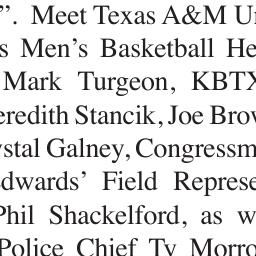 ”. Meet Texas A&M U
s Men’s Basketball He
Mark Turgeon, KBTX
eredith Stancik, Joe Brow
ystal Galney, Congressm
dwards’ Field Represe
Phil Shackelford, as w
Police Chief Ty Morro